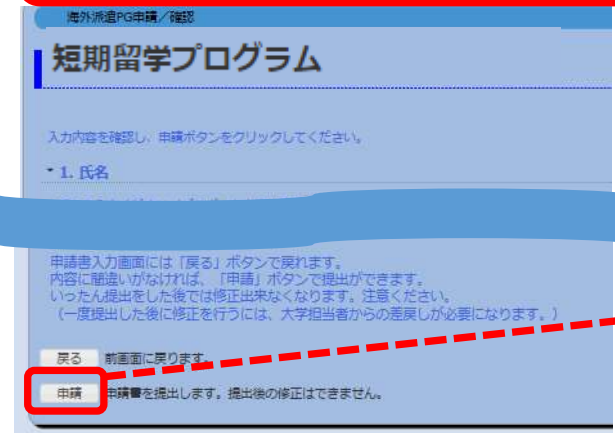 海外派遣PG申請／確認
短期留学プログラム
入力内容を確認し、申請ボタンをクリックしてください。
1. 氏名
申請書入力画面には「戻る」ボタンで戻れます。
内容に間違いがなければ、「申請」ボタンで提出ができます。
いったん提出をした後では修正出来なくなります。注意ください。
（一度提出した後に修正を行うには、大学担当者からの差戻しが必要になります。）
戻る 前画面に戻ります。
申請 申請書を提出します。提出後の修正はできません。